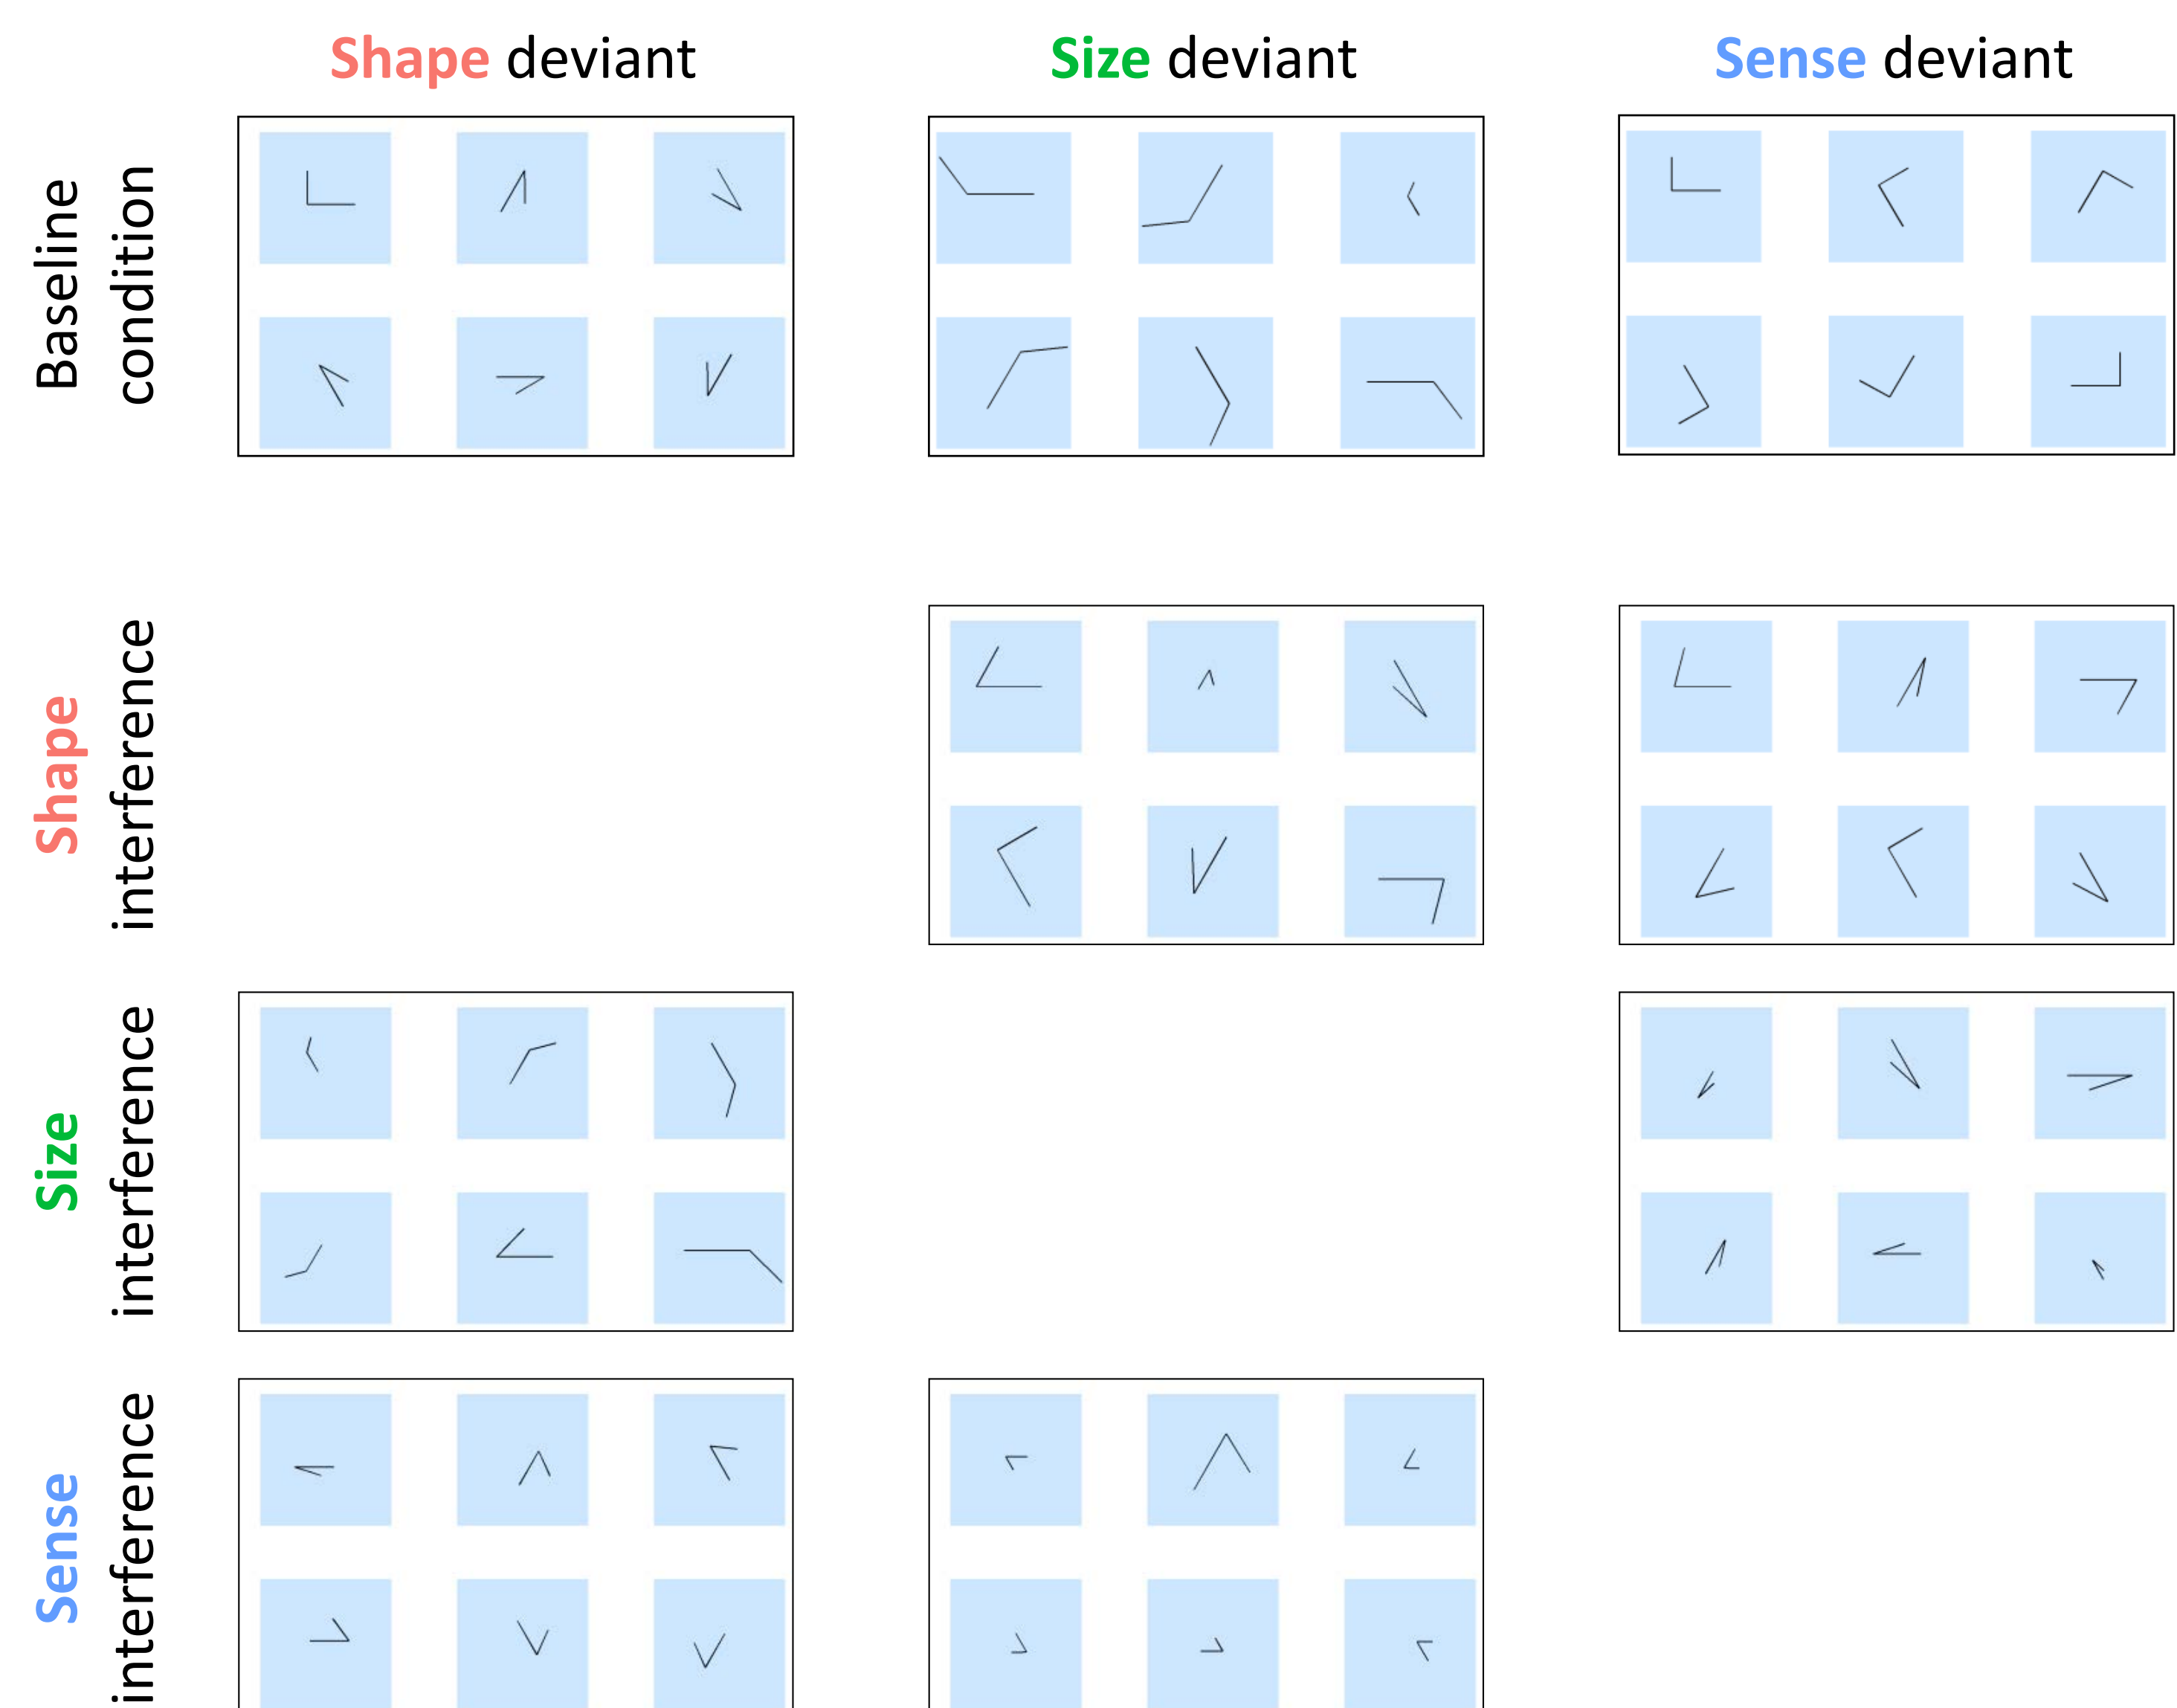 Shape deviant
Size deviant
Sense deviant
Baseline
condition
Shape
interference
Size
interference
Sense
interference